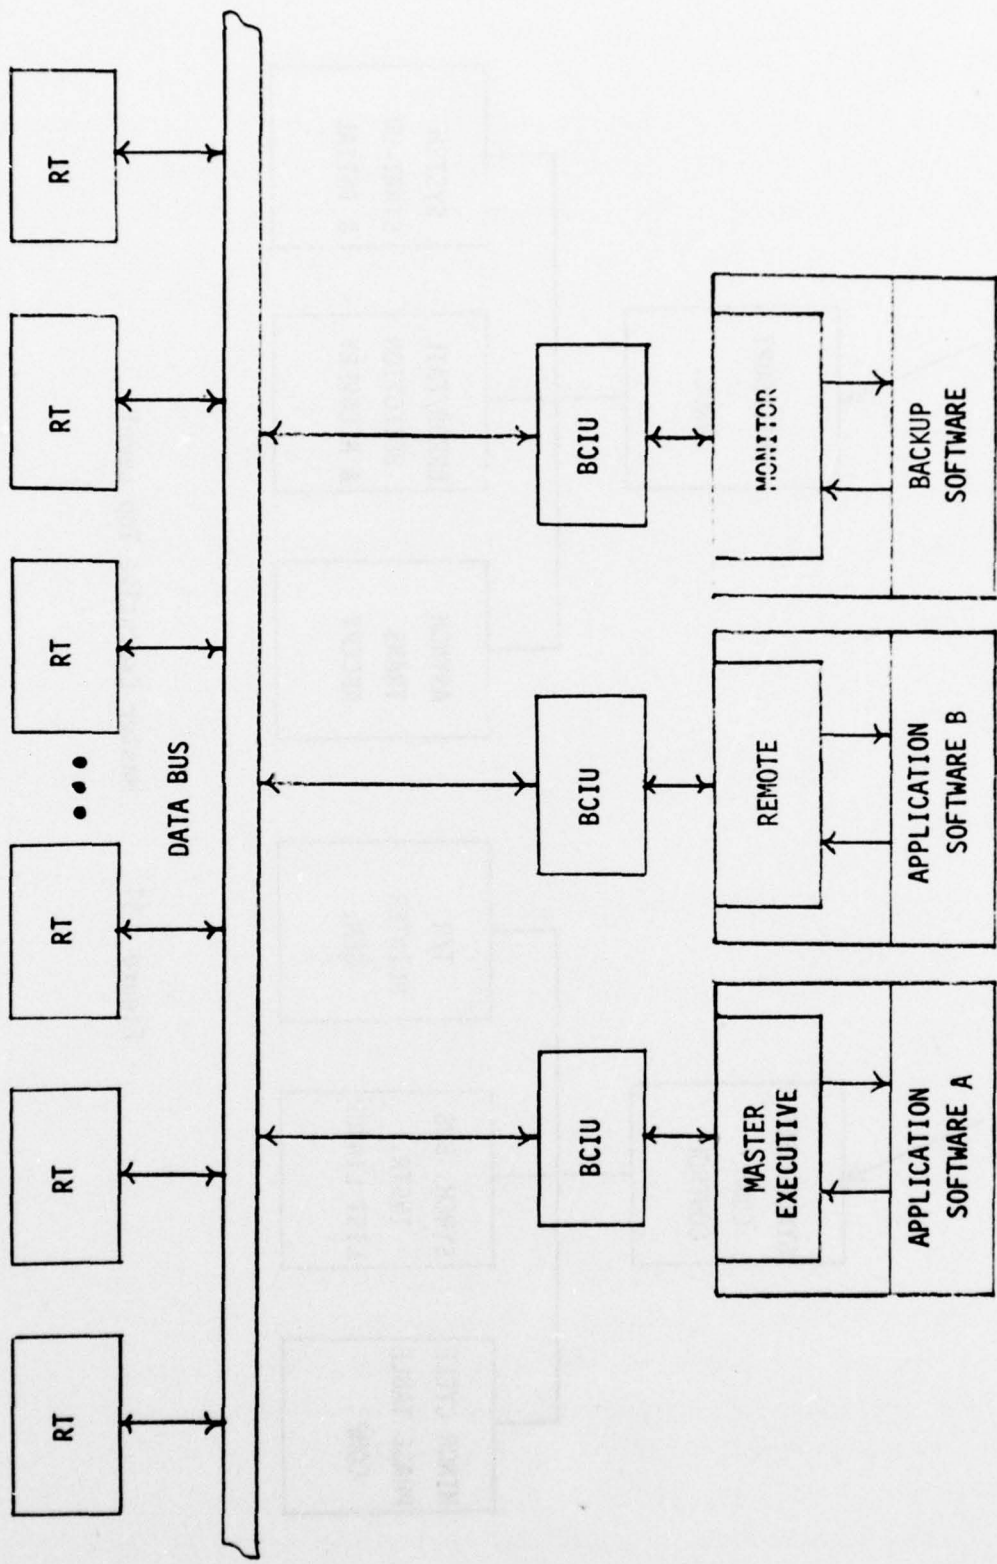 RT
RT
RT
RT
RT
RT
DATA BUS
BCIU
BCIU
BCIU
MASTER
EXECUTIVE
REMOTE
MONITOR
APPLICATION
SOFTWARE A
APPLICATION
SOFTWARE B
BACKUP
SOFTWARE